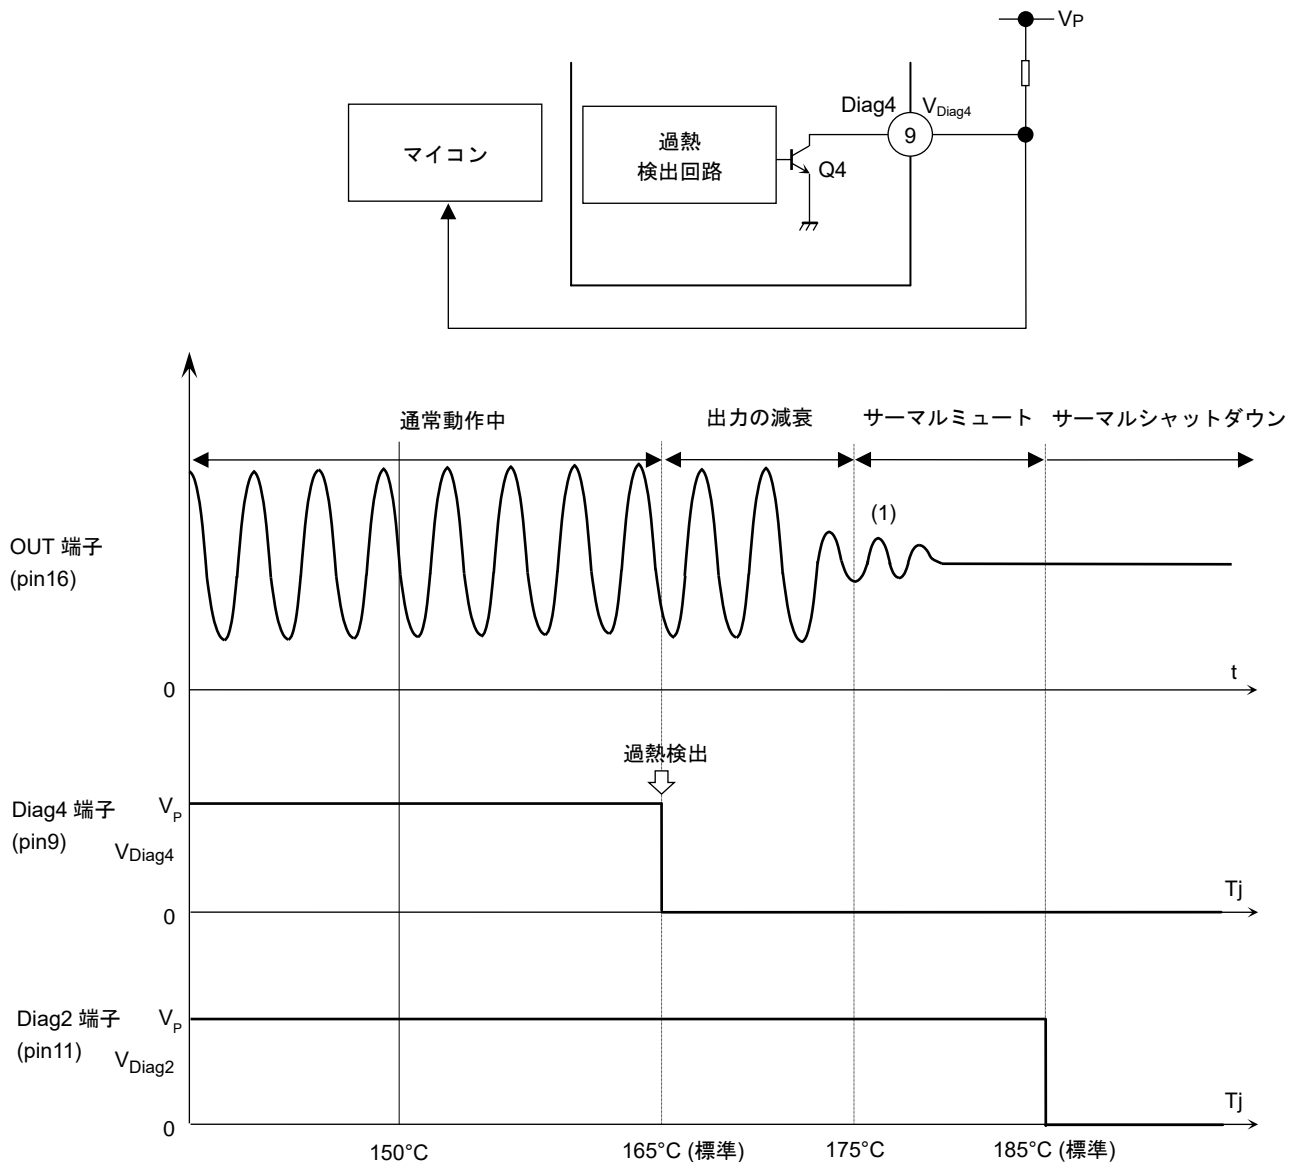 VP
Diag4
VDiag4
9
マイコン
過熱
検出回路
Q4
通常動作中
出力の減衰
サーマルミュート
サーマルシャットダウン
(1)
OUT 端子
(pin16)
0
t
過熱検出
Diag4 端子
(pin9)
VP
VDiag4
0
Tj
Diag2 端子
(pin11)
VP
VDiag2
0
Tj
150°C
165°C (標準)
175°C
185°C (標準)